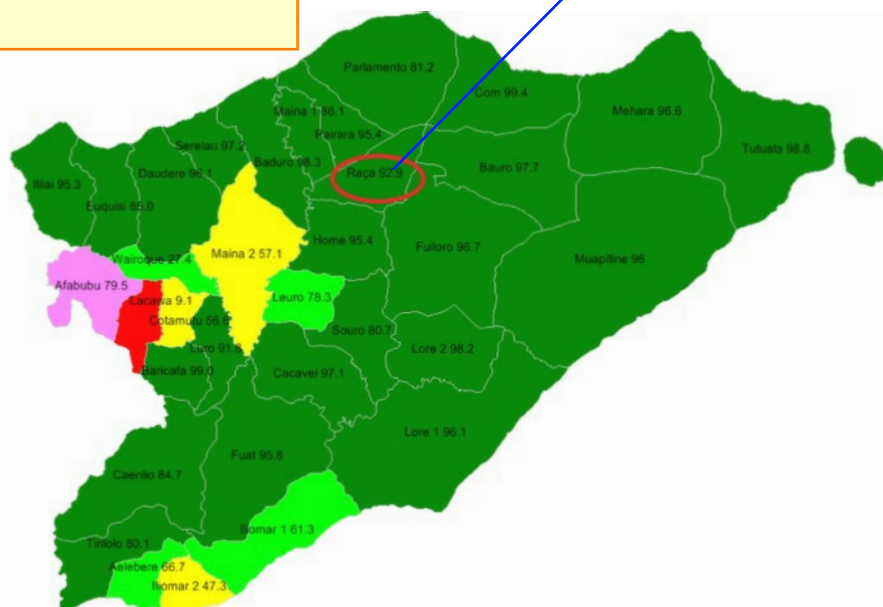 Parlamento 81.2
Com 99.4
Mehara 96.6
Maina 1 86.1
Pairara 95.4
Serelau 97.2
Tutuala 98.8
Baduro 98.3
Bauro 97.7
Daudere 96.1
Raça 92.9
Ililai 95.3
Euquisi 85.0
Home 95.4
Fuiloro 96.7
Maina 2 57.1
Muapitine 96
Wairoque 27.4
Afabubu 79.5
Leuro 78.3
Lacawa 9.1
Cotamutu 56.6
Souro 80.7
Luro 91.6
Lore 2 98.2
Baricafa 99.0
Cacavei 97.1
Lore 1 96.1
Fuat 95.8
Caenlio 84.7
Iliomar 1 61.3
Tirilolo 80.1
Aelebere 66.7
Iliomar 2 47.3